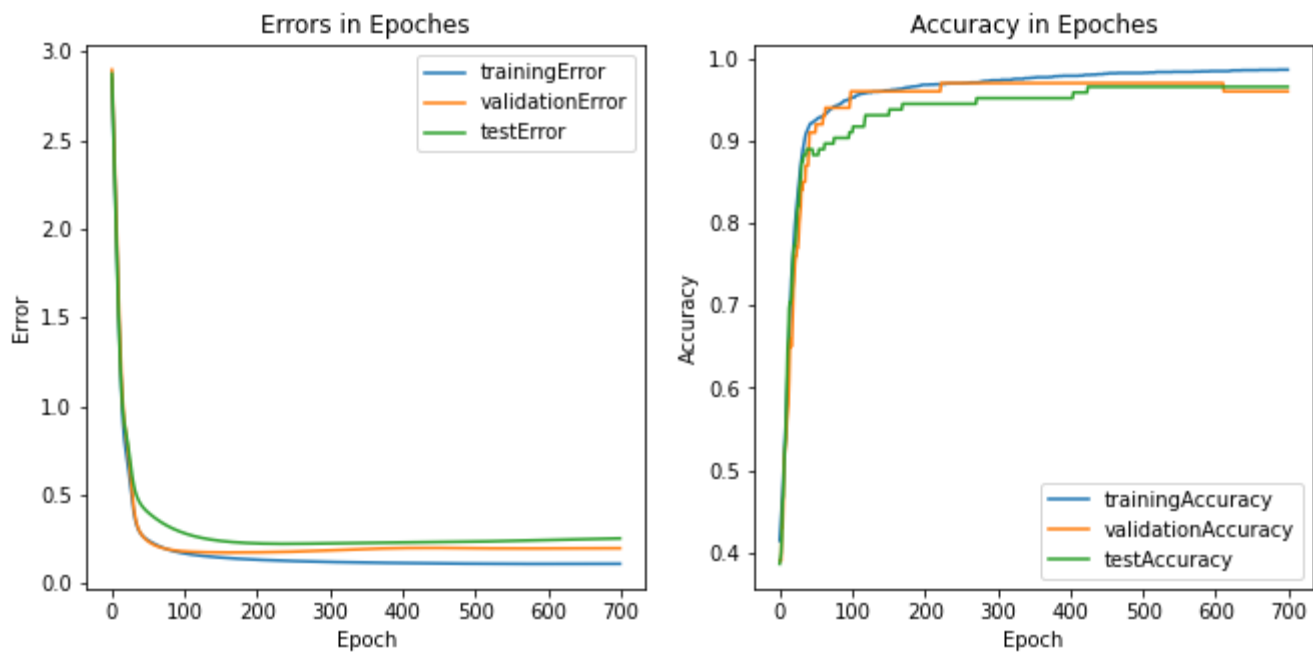 Errors in Epoches
3.0
2.5
2.0
1.5
1.0
0.5
0.0
Error
trainingError
validationError
testError
0 100 200 300 400 500 600 700
Epoch
Accuracy in Epoches
1.0
0.9
0.8
0.7
0.6
0.5
0.4
Accuracy
trainingAccuracy
validationAccuracy
testAccuracy
0 100 200 300 400 500 600 700
Epoch